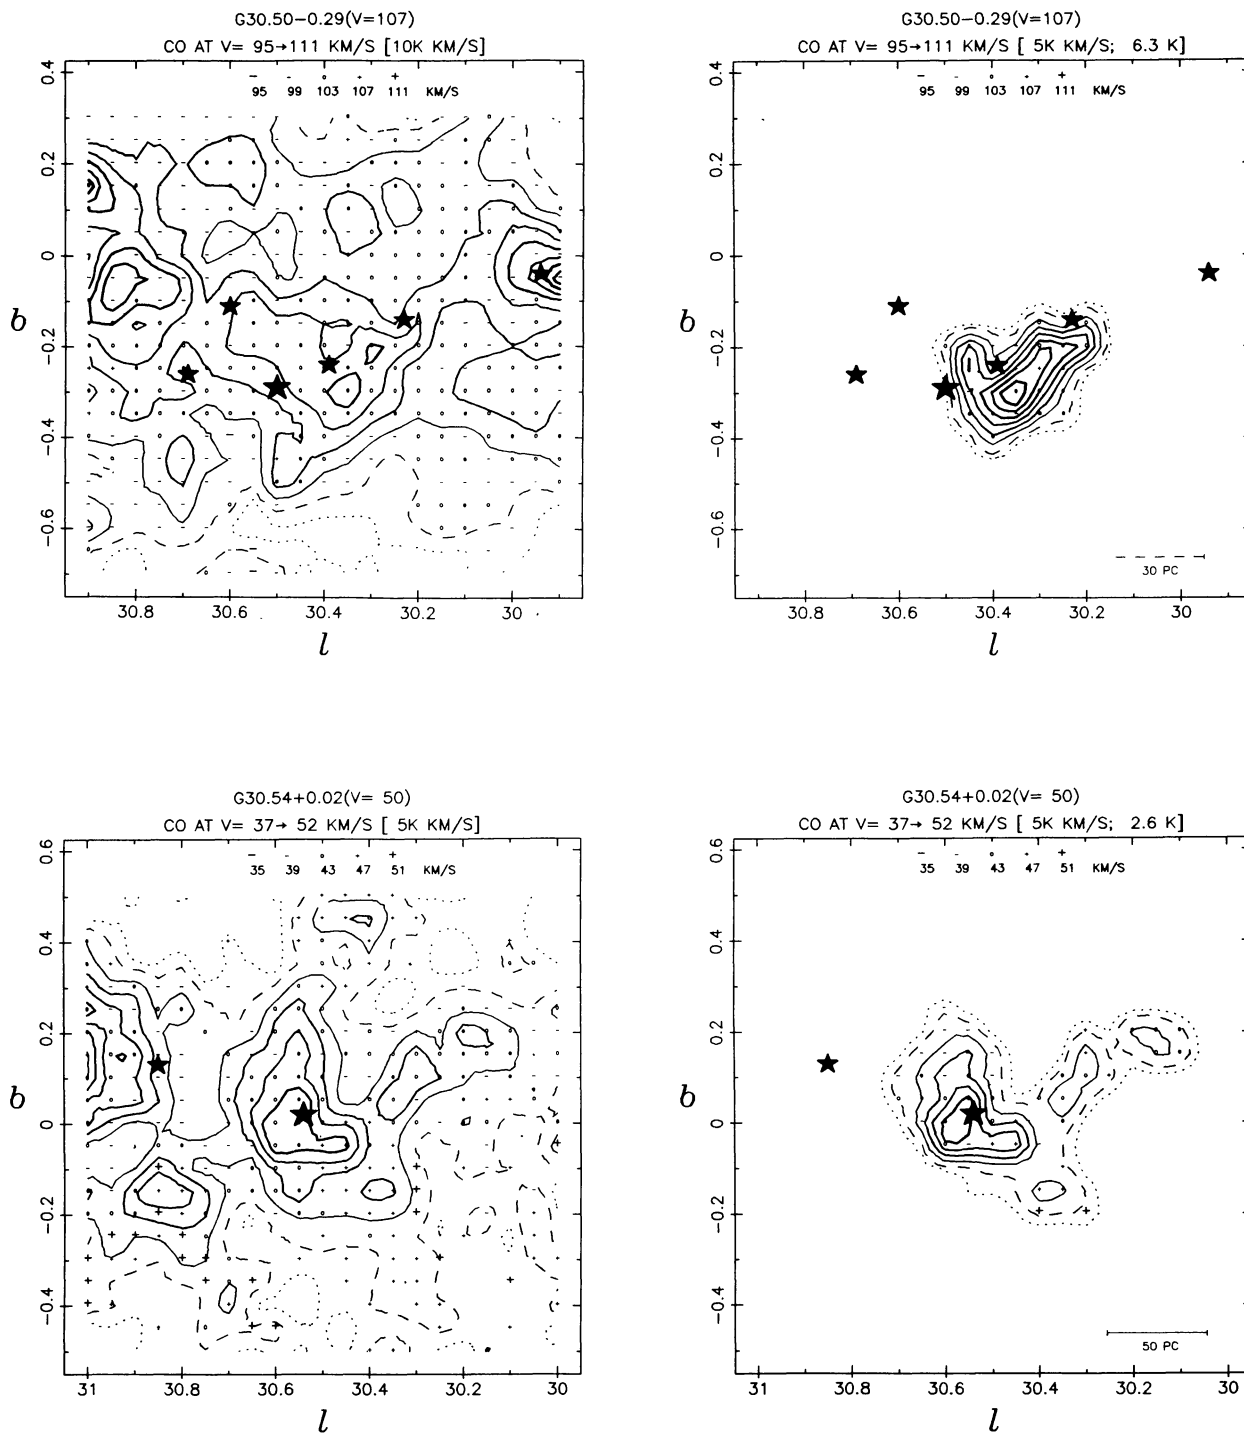 G30.50−0.29(V=107)
CO AT V= 95→111 KM/S [10K KM/S]
95 99 103 107 111 KM/S
0.4
0.2
0
−0.2
−0.4
−0.6
b
30.8 30.6 30.4 30.2 30
l
G30.50−0.29(V=107)
CO AT V= 95→111 KM/S [ 5K KM/S; 6.3 K]
95 99 103 107 111 KM/S
0.4
0.2
0
−0.2
−0.4
−0.6
b
30 PC
30.8 30.6 30.4 30.2 30
l
G30.54+0.02(V= 50)
CO AT V= 37→ 52 KM/S [ 5K KM/S]
35 39 43 47 51 KM/S
0.6
0.4
0.2
0
−0.2
−0.4
b
31 30.8 30.6 30.4 30.2 30
l
G30.54+0.02(V= 50)
CO AT V= 37→ 52 KM/S [ 5K KM/S; 2.6 K]
35 39 43 47 51 KM/S
0.6
0.4
0.2
0
−0.2
−0.4
b
50 PC
31 30.8 30.6 30.4 30.2 30
l